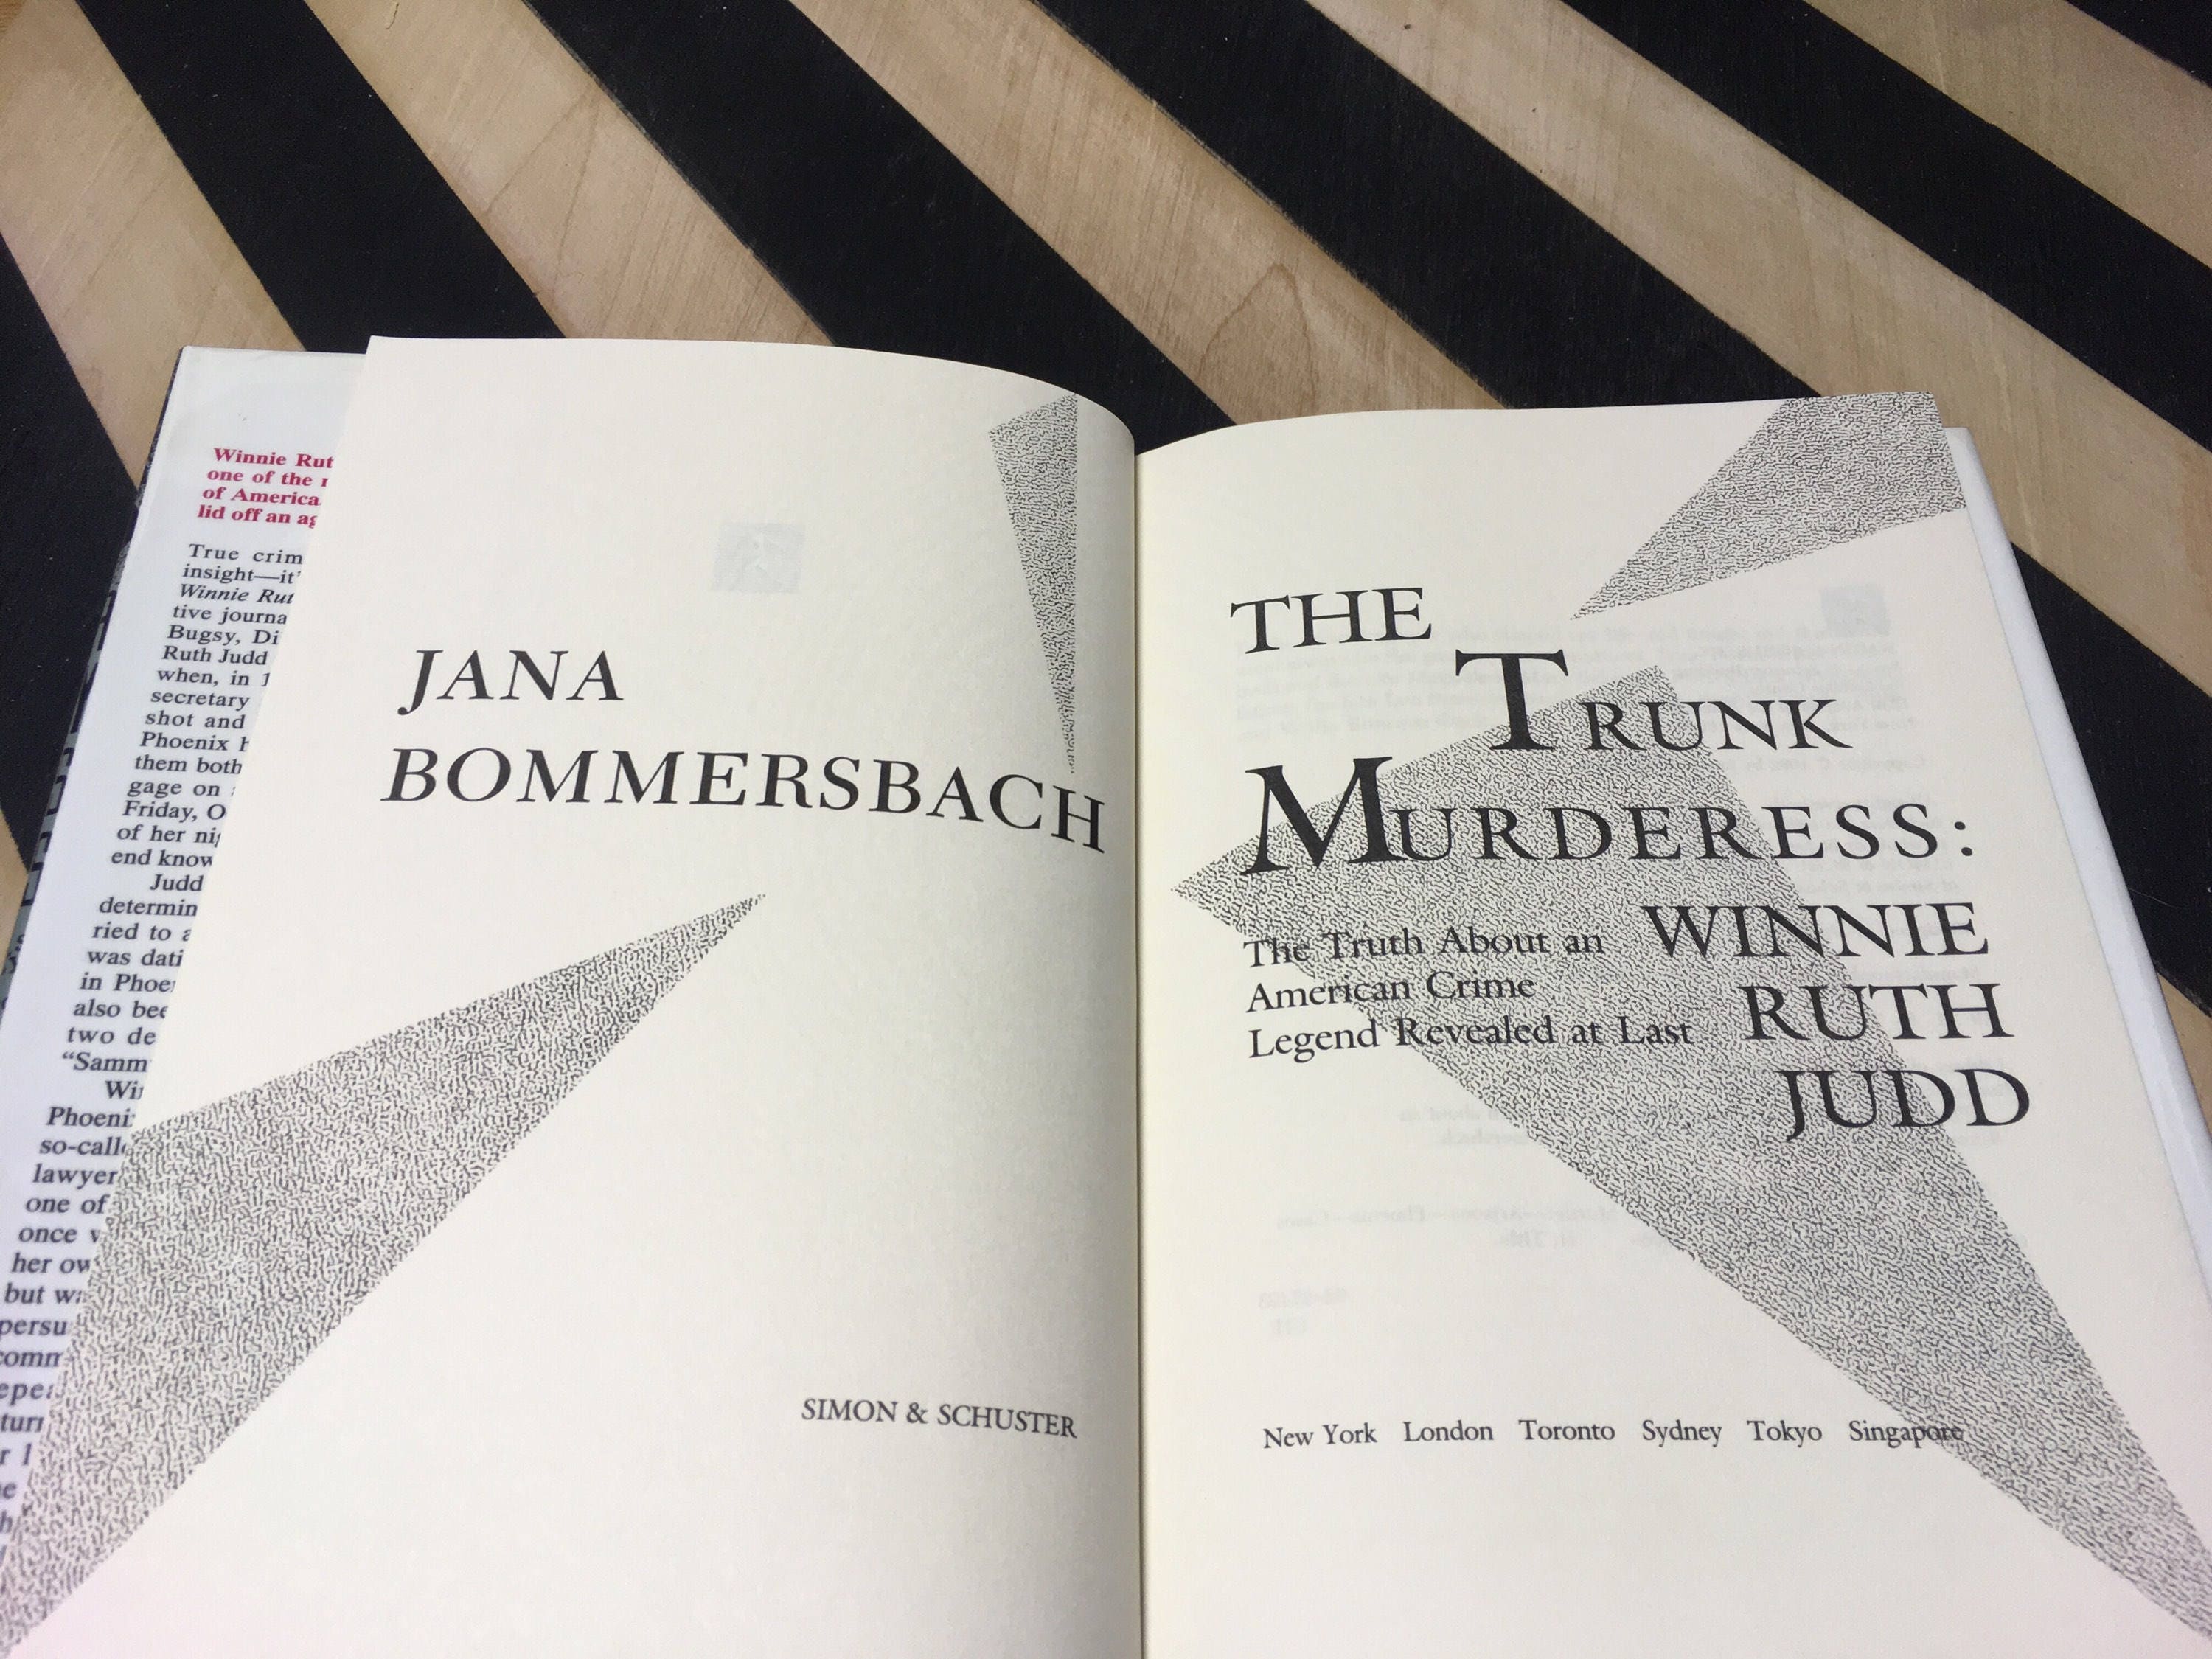 Winnie Rut
one of the
of America
lid off an
True crim
insight—it'
Winnie Rut
tive journa
Bugsy, Di
Ruth Judd
when, in 1
secretary
shot and
Phoenix
them both
gage on
Friday, O
of her
end know
Judd
determin
ried to a
was dati
in Phoe
also bee
two de
"Samm
Wi
Phoeni
so-calle
lawyer
one of
once
her ow
but wa
persu
comm
epea
turn
JANA
BOMMERSBACH
SIMON & SCHUSTER
THE
TRUNK
MURDERESS:
WINNIE
RUTH
JUDD
The Truth About an
American Crime
Legend Revealed at Last
New York London Toronto Sydney Tokyo Singapore